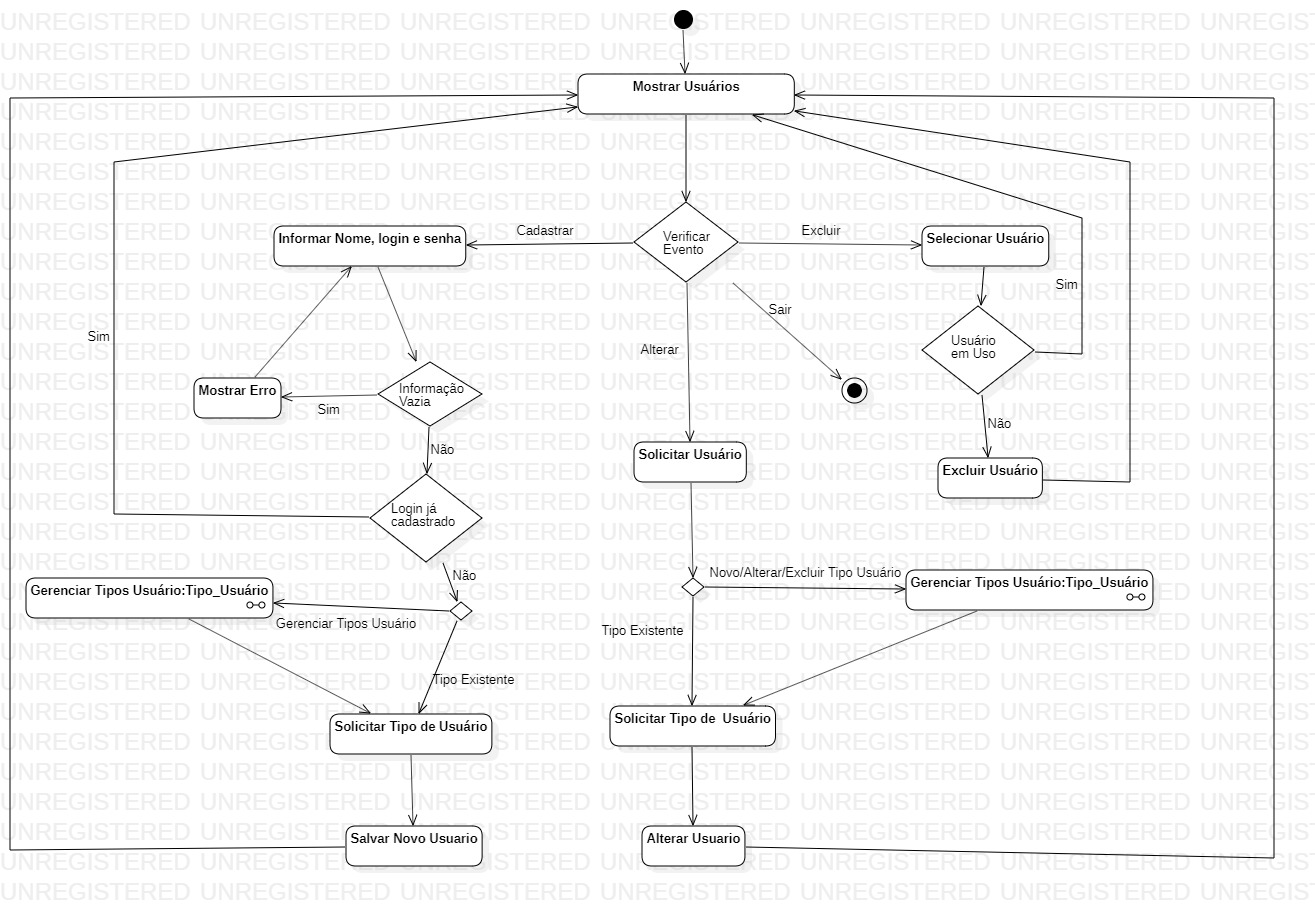 Mostrar Usuários
Informar Nome, login e senha
Cadastrar
Verificar
Evento
Excluir
Selecionar Usuário
Sim
Sair
Sim
Alterar
Usuário
em Uso
Mostrar Erro
Sim
Informação
Vazia
Não
Não
Solicitar Usuário
Excluir Usuário
Login já
cadastrado
Não
Gerenciar Tipos Usuário:Tipo_Usuário
Gerenciar Tipos Usuário
Novo/Alterar/Excluir Tipo Usuário
Gerenciar Tipos Usuário:Tipo_Usuário
Tipo Existente
Tipo Existente
Solicitar Tipo de Usuário
Solicitar Tipo de  Usuário
Salvar Novo Usuario
Alterar Usuario
UNREGISTERED